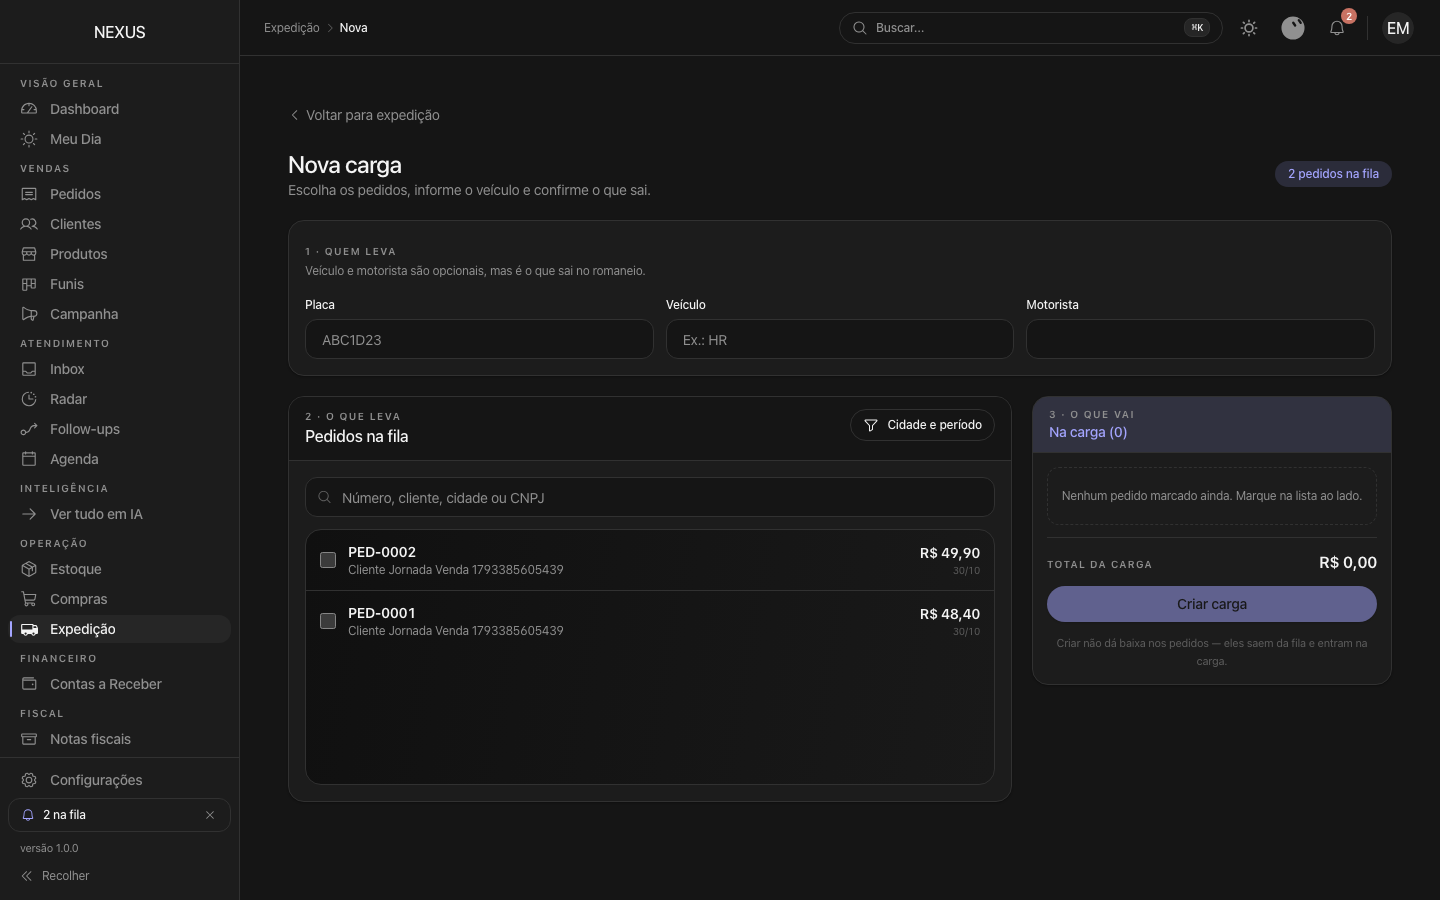 NEXUS
VISÃO GERAL
Dashboard
Meu Dia
VENDAS
Pedidos
Clientes
Produtos
Funis
Campanha
ATENDIMENTO
Inbox
Radar
Follow-ups
Agenda
INTELIGÊNCIA
Ver tudo em IA
OPERAÇÃO
Estoque
Compras
Expedição
FINANCEIRO
Contas a Receber
FISCAL
Notas fiscais
Configurações
2 na fila
versão 1.0.0
Recolher
Expedição > Nova
Buscar...
⌘K
2
EM
Voltar para expedição
Nova carga
Escolha os pedidos, informe o veículo e confirme o que sai.
2 pedidos na fila
1 · QUEM LEVA
Veículo e motorista são opcionais, mas é o que sai no romaneio.
Placa
ABC1D23
Veículo
Ex.: HR
Motorista
2 · O QUE LEVA
Pedidos na fila
Cidade e período
Número, cliente, cidade ou CNPJ
PED-0002
Cliente Jornada Venda 1793385605439
R$ 49,90
30/10
PED-0001
Cliente Jornada Venda 1793385605439
R$ 48,40
30/10
3 · O QUE VAI
Na carga (0)
Nenhum pedido marcado ainda. Marque na lista ao lado.
TOTAL DA CARGA
R$ 0,00
Criar carga
Criar não dá baixa nos pedidos — eles saem da fila e entram na
carga.